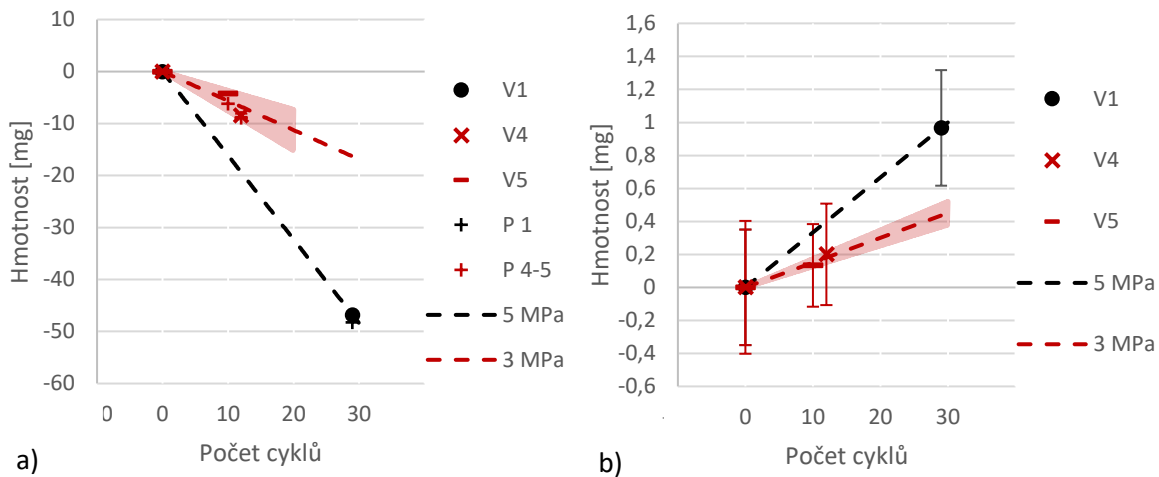 10
0
-10
-20
-30
-40
-50
-60
0 0 10 20 30
Hmotnost [mg]
Počet cyklů
V1
V4
V5
P 1
P 4-5
5 MPa
3 MPa
a)
1,6
1,4
1,2
1
0,8
0,6
0,4
0,2
0
-0,2
-0,4
-0,6
0 10 20 30
Hmotnost [mg]
Počet cyklů
V1
V4
V5
5 MPa
3 MPa
b)